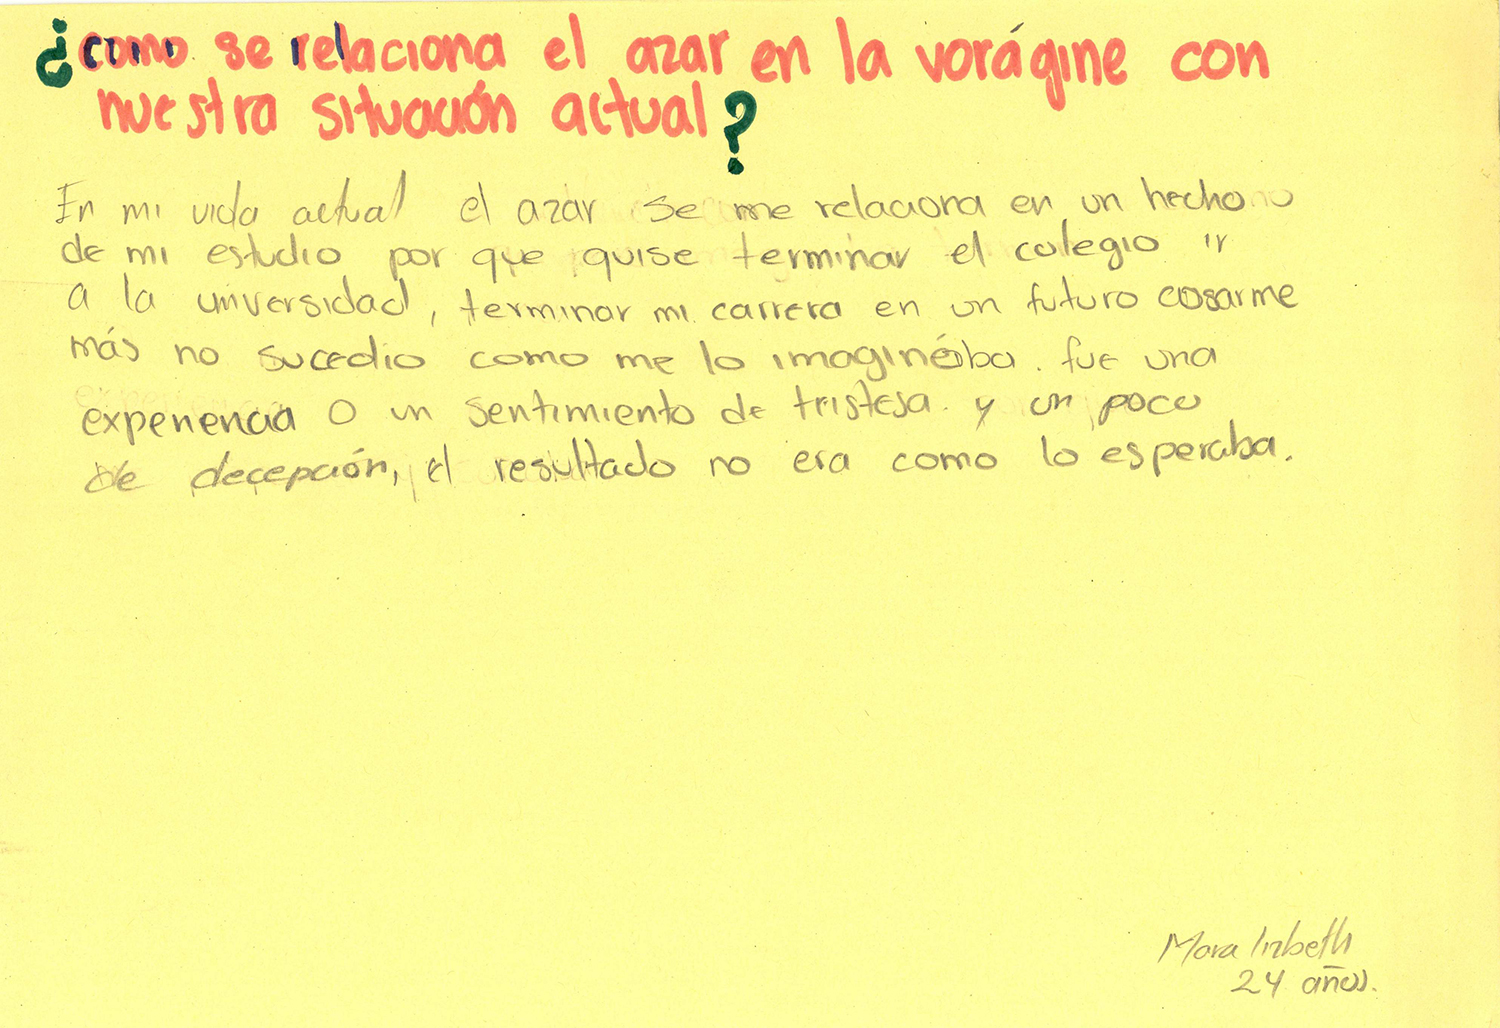 ¿como se relaciona el azar en la vorágine con
nuestra situación actual?
En mi vida actual el azar se me relaciona en un hecho
de mi estudio por que quise terminar el colegio ir
a la universidad, terminar mi carrera en un futuro casarme
más no sucedio como me lo imaginába. fue una
experiencia o un sentimiento de tristesa. y un poco
de decepción, el resultado no era como lo esperaba.
Mara lizbeth
24 años.